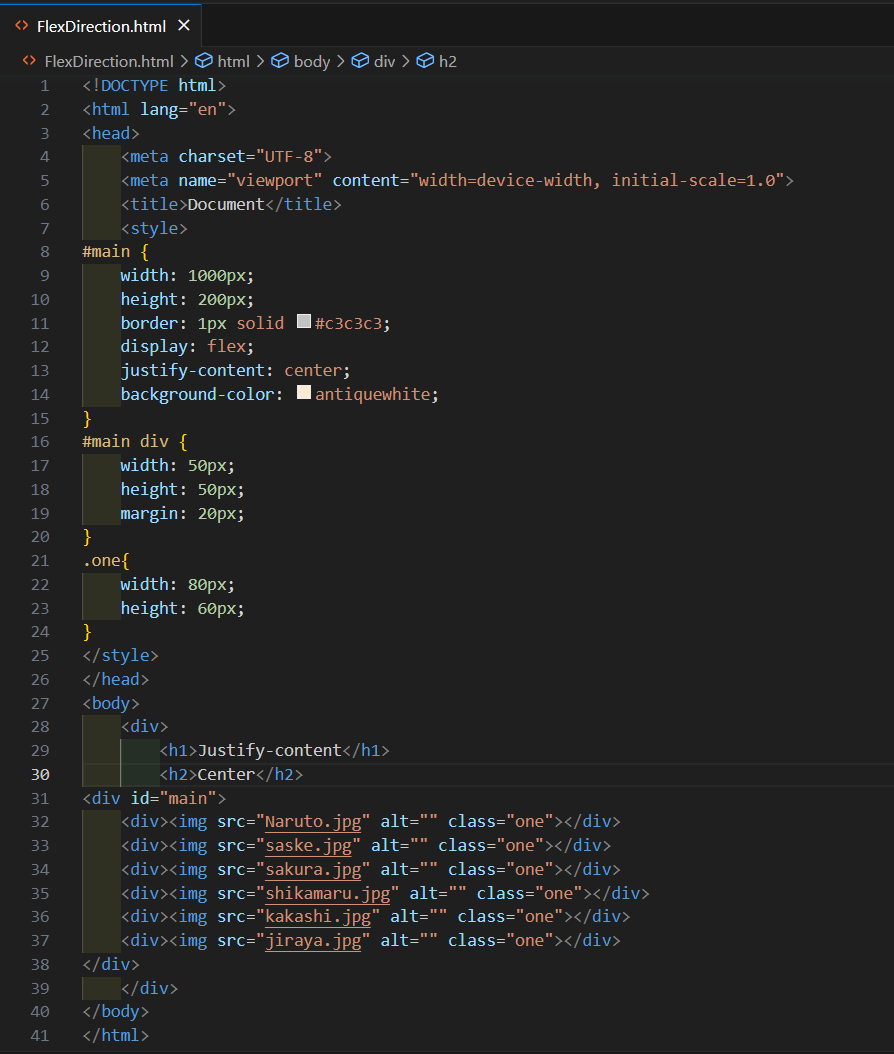 FlexDirection.html
FlexDirection.html > html > body > div > h2
1 <!DOCTYPE html>
2 <html lang="en">
3 <head>
4     <meta charset="UTF-8">
5     <meta name="viewport" content="width=device-width, initial-scale=1.0">
6     <title>Document</title>
7     <style>
8 #main {
9     width: 1000px;
10     height: 200px;
11     border: 1px solid #c3c3c3;
12     display: flex;
13     justify-content: center;
14     background-color: antiquewhite;
15 }
16 #main div {
17     width: 50px;
18     height: 50px;
19     margin: 20px;
20 }
21 .one{
22     width: 80px;
23     height: 60px;
24 }
25 </style>
26 </head>
27 <body>
28     <div>
29         <h1>Justify-content</h1>
30         <h2>Center</h2>
31 <div id="main">
32     <div><img src="Naruto.jpg" alt="" class="one"></div>
33     <div><img src="saske.jpg" alt="" class="one"></div>
34     <div><img src="sakura.jpg" alt="" class="one"></div>
35     <div><img src="shikamaru.jpg" alt="" class="one"></div>
36     <div><img src="kakashi.jpg" alt="" class="one"></div>
37     <div><img src="jiraya.jpg" alt="" class="one"></div>
38 </div>
39     </div>
40 </body>
41 </html>